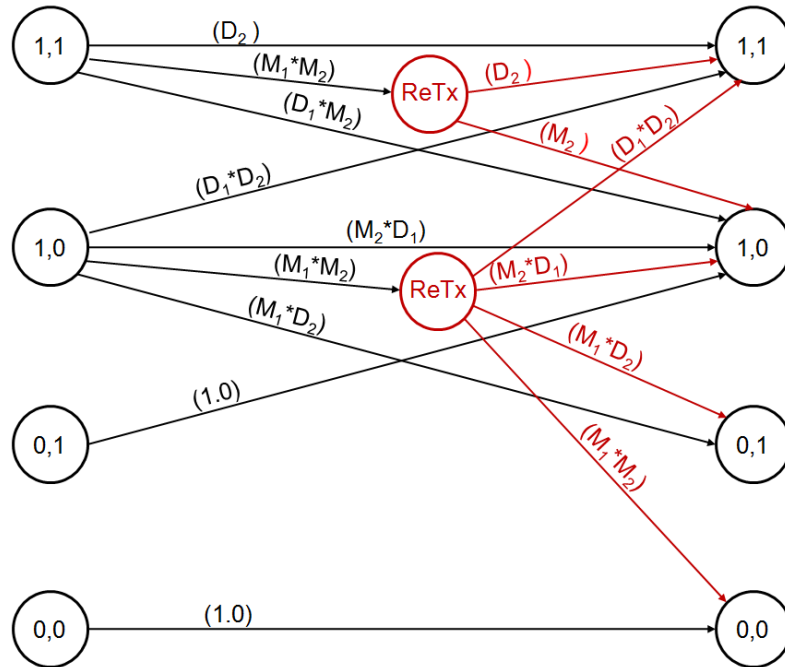 1,1
(D₂)
1,1
(M₁*M₂)
ReTx
(D₂)
(D₁*M₂)
(M₂)
(D₁*D₂)
(D₁*D₂)
1,0
(M₂*D₁)
1,0
(M₁*M₂)
ReTx
(M₂*D₁)
(M₁*D₂)
(M₁*D₂)
(1.0)
0,1
0,1
(M₁*M₂)
0,0
(1.0)
0,0